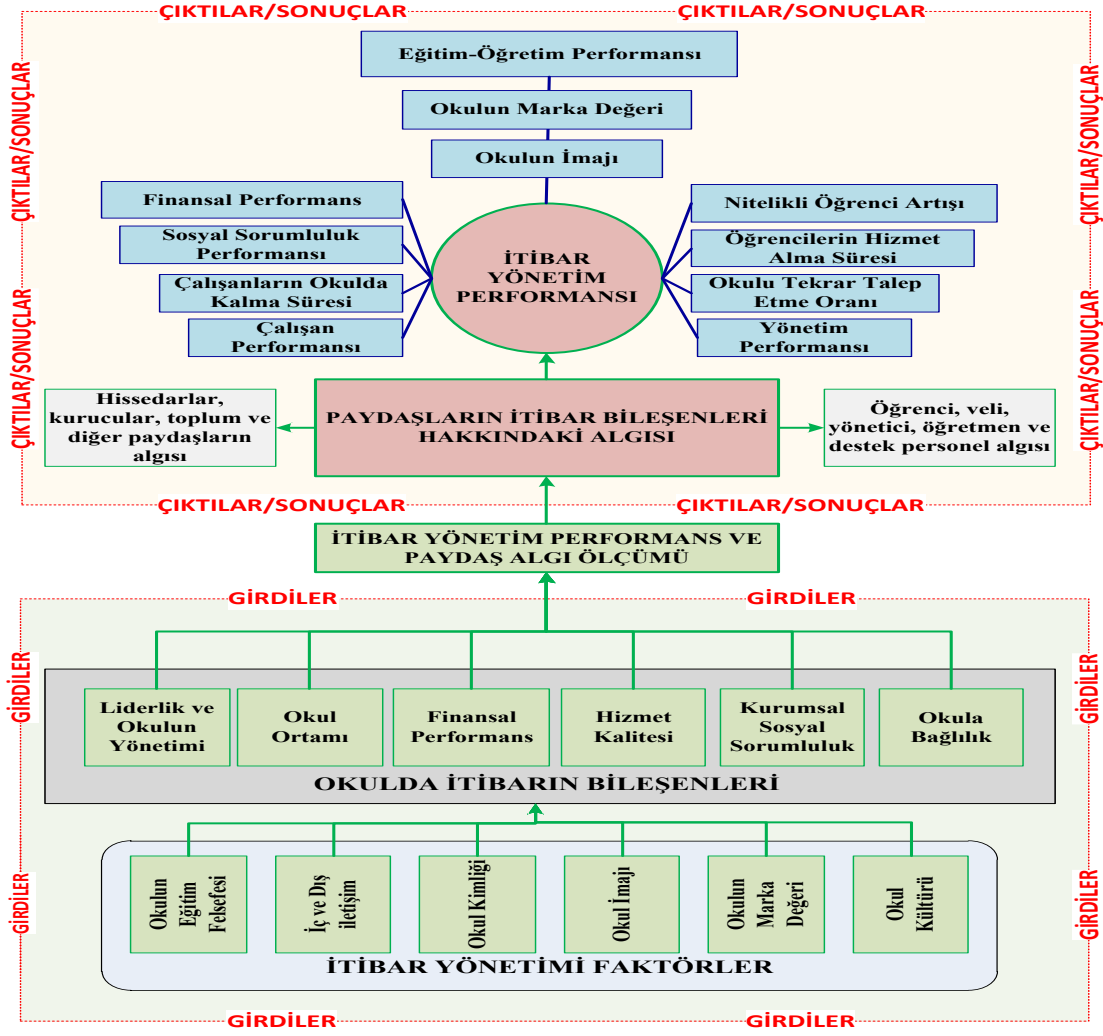 ÇIKTILAR/SONUÇLAR
ÇIKTILAR/SONUÇLAR
Eğitim-Öğretim Performansı
Okulun Marka Değeri
Okulun İmajı
ÇIKTILAR/SONUÇLAR
ÇIKTILAR/SONUÇLAR
ÇIKTILAR/SONUÇLAR
ÇIKTILAR/SONUÇLAR
ÇIKTILAR/SONUÇLAR
ÇIKTILAR/SONUÇLAR
Finansal Performans
Sosyal Sorumluluk
Performansı
Çalışanların Okulda
Kalma Süresi
Çalışan
Performansı
İTİBAR
YÖNETİM
PERFORMANSI
Nitelikli Öğrenci Artışı
Öğrencilerin Hizmet
Alma Süresi
Okulu Tekrar Talep
Etme Oranı
Yönetim
Performansı
Hissedarlar,
kurucular, toplum ve
diğer paydaşların
algısı
PAYDAŞLARIN İTİBAR BİLEŞENLERİ
HAKKINDAKİ ALGISI
Öğrenci, veli,
yönetici, öğretmen ve
destek personel algısı
ÇIKTILAR/SONUÇLAR
ÇIKTILAR/SONUÇLAR
İTİBAR YÖNETİM PERFORMANS VE
PAYDAŞ ALGI ÖLÇÜMÜ
GİRDİLER
GİRDİLER
GİRDİLER
GİRDİLER
Liderlik ve
Okulun
Yönetimi
Okul
Ortamı
Finansal
Performans
Hizmet
Kalitesi
Kurumsal
Sosyal
Sorumluluk
Okula
Bağlılık
OKULDA İTİBARIN BİLEŞENLERİ
GİRDİLER
GİRDİLER
Okulun
Eğitim
Felsefesi
İç ve Dış
iletişim
Okul Kimliği
Okul İmajı
Okulun
Marka
Değeri
Okul
Kültürü
İTİBAR YÖNETİMİ FAKTÖRLER
GİRDİLER
GİRDİLER